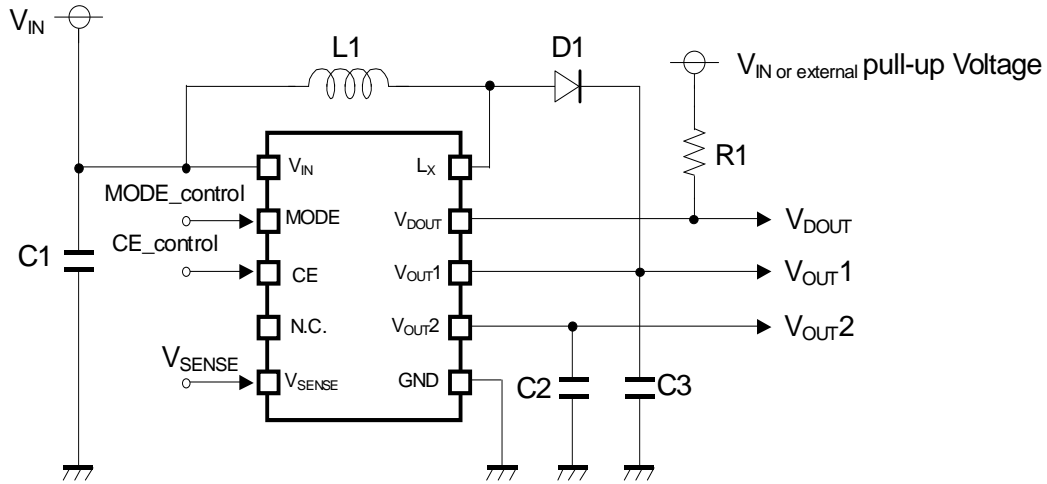 VIN
L1
D1
VIN or external pull-up Voltage
R1
VIN
LX
MODE_control
MODE
VDOUT
VDOUT
C1
CE_control
CE
VOUT1
VOUT1
N.C.
VOUT2
VOUT2
VSENSE
VSENSE
GND
C2
C3